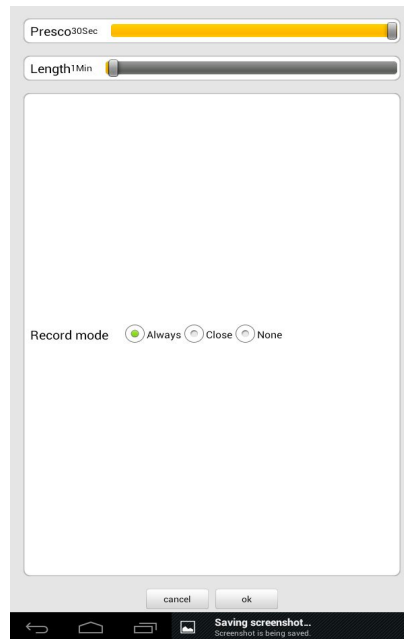 Presco30Sec
Length1Min
Record mode Always Close None
cancel ok
Saving screenshot...
Screenshot is being saved.